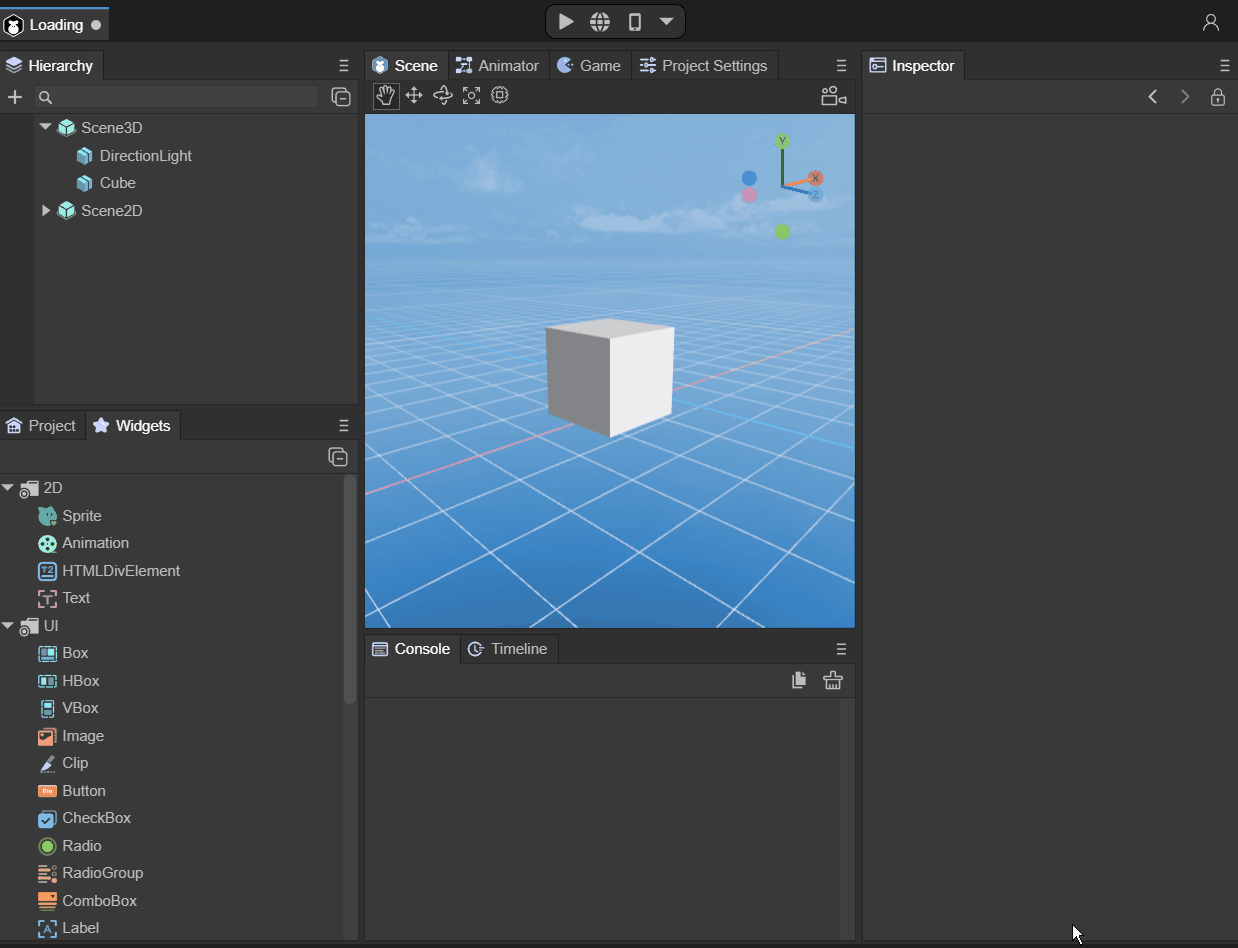 Loading
Hierarchy
Scene
Animator
Game
Project Settings
Inspector
Scene3D
DirectionLight
Cube
Scene2D
Y
X
Z
Project
Widgets
2D
Sprite
Animation
HTMLDivElement
Text
UI
Box
HBox
VBox
Image
Clip
Button
CheckBox
Radio
RadioGroup
ComboBox
Label
Console
Timeline